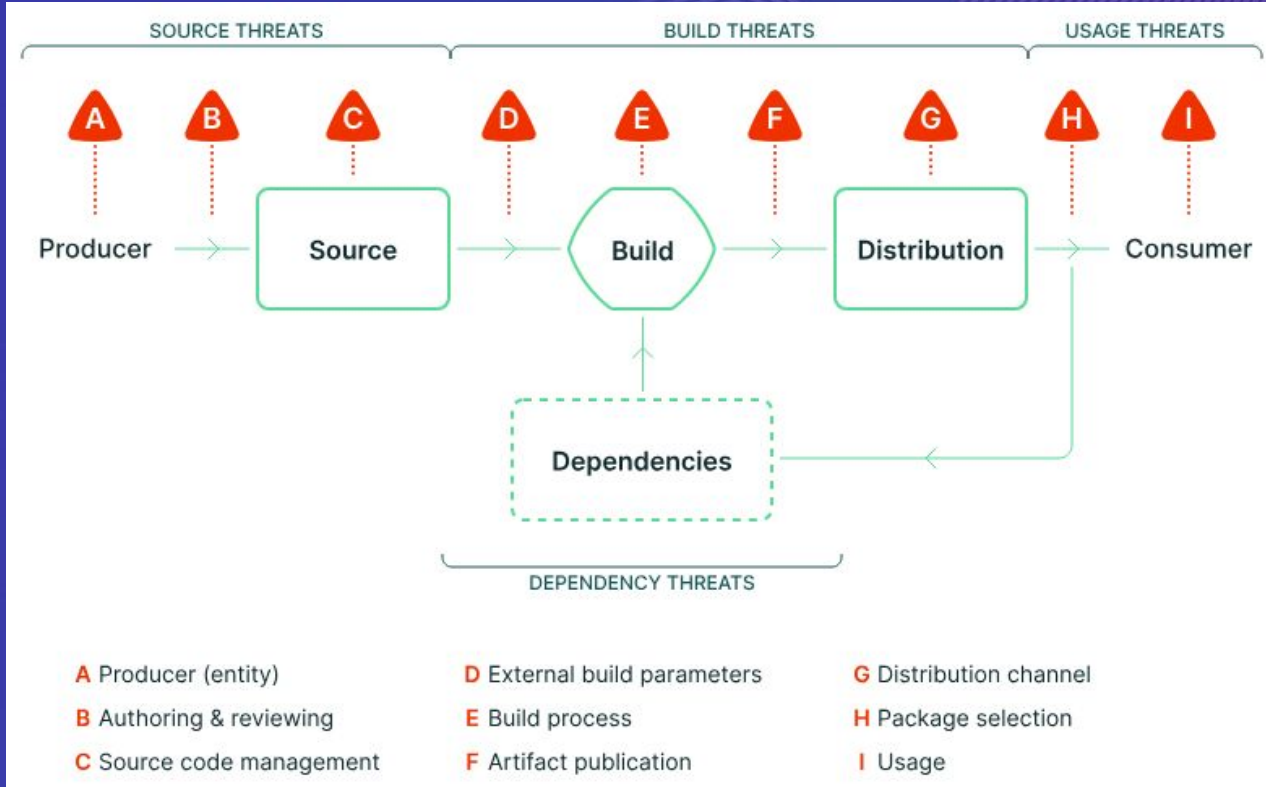 SOURCE THREATS BUILD THREATS USAGE THREATS
A B C D E F G H I
Producer Source Build Distribution Consumer
Dependencies
DEPENDENCY THREATS
A Producer (entity) D External build parameters G Distribution channel
B Authoring & reviewing E Build process H Package selection
C Source code management F Artifact publication I Usage